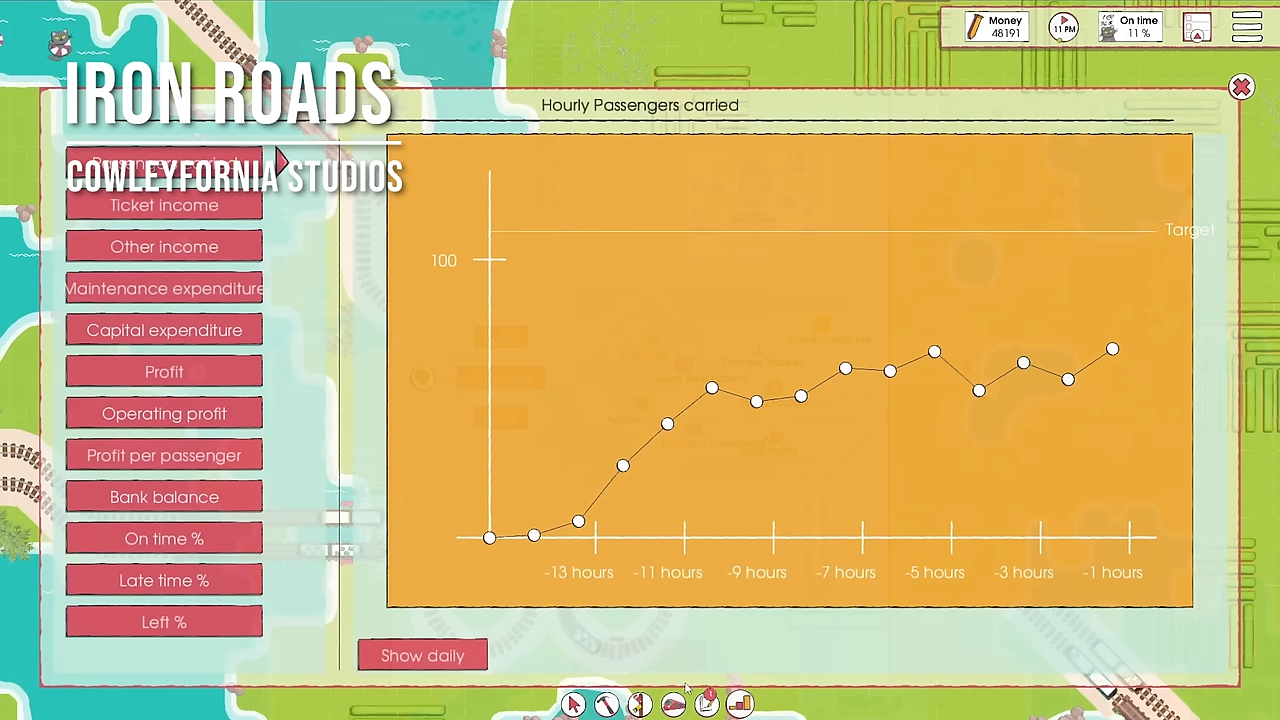 Money
48191
11 PM
On time
11 %
IRON ROADS
COWLEYFORNIA STUDIOS
Hourly Passengers carried
Ticket income
Other income
Maintenance expenditure
Capital expenditure
Profit
Operating profit
Profit per passenger
Bank balance
On time %
Late time %
Left %
Target
100
-13 hours
-11 hours
-9 hours
-7 hours
-5 hours
-3 hours
-1 hours
Show daily